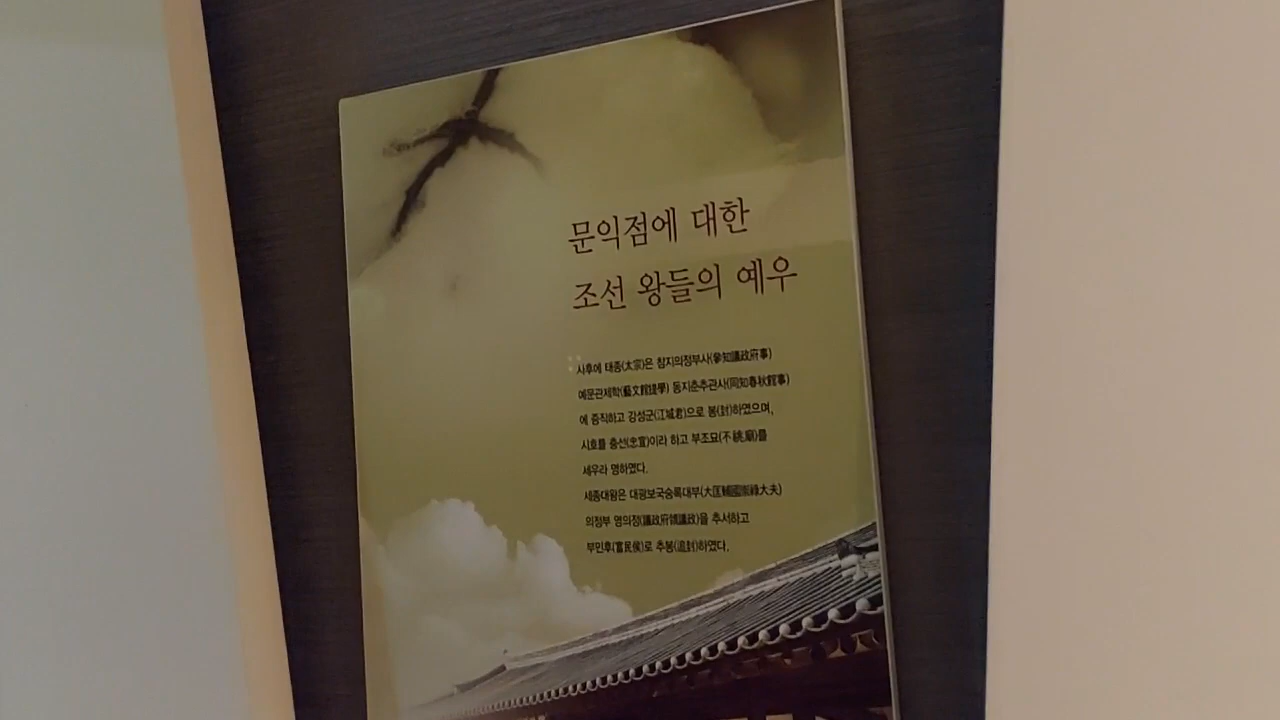 문익점에 대한
조선 왕들의 예우
사후에 태종(太宗)은 참지의정부사(參知議政府事)
예문관제학(藝文館提學) 동지춘추관사(同知春秋館事)
에 증직하고 강성군(江城君)으로 봉(封)하였으며,
시호를 충선(忠宣)이라 하고 부조묘(不祧廟)를
세우라 명하였다.
세종대왕은 대광보국숭록대부(大匡輔國崇祿大夫)
의정부 영의정(議政府領議政)을 추서하고
부민후(富民侯)로 추봉(追封)하였다.